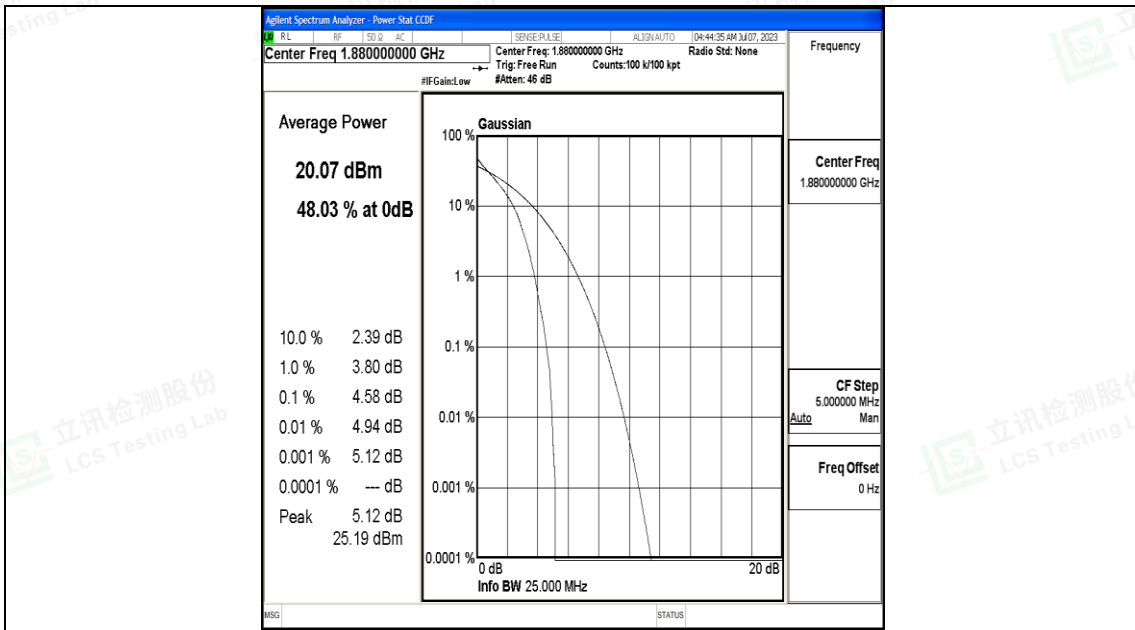 Agilent Spectrum Analyzer - Power Stat CCDF
RL RF 50 Ω AC SENSE:PULSE ALIGN AUTO 04:44:35 AM Jul 07, 2023
Center Freq 1.880000000 GHz
Center Freq: 1.880000000 GHz Radio Std: None
Trig: Free Run Counts:100 k/100 kpt
#IFGain:Low #Atten: 46 dB
Frequency
Average Power
20.07 dBm
48.03 % at 0dB
10.0 % 2.39 dB
1.0 % 3.80 dB
0.1 % 4.58 dB
0.01 % 4.94 dB
0.001 % 5.12 dB
0.0001 % --- dB
Peak 5.12 dB
25.19 dBm
Gaussian
100 %
10 %
1 %
0.1 %
0.01 %
0.001 %
0.0001 %
0 dB 20 dB
Info BW 25.000 MHz
Center Freq
1.880000000 GHz
CF Step
5.000000 MHz
Auto Man
Freq Offset
0 Hz
MSG STATUS
立讯检测股份
LCS Testing Lab
立讯检测股份
LCS Testing L